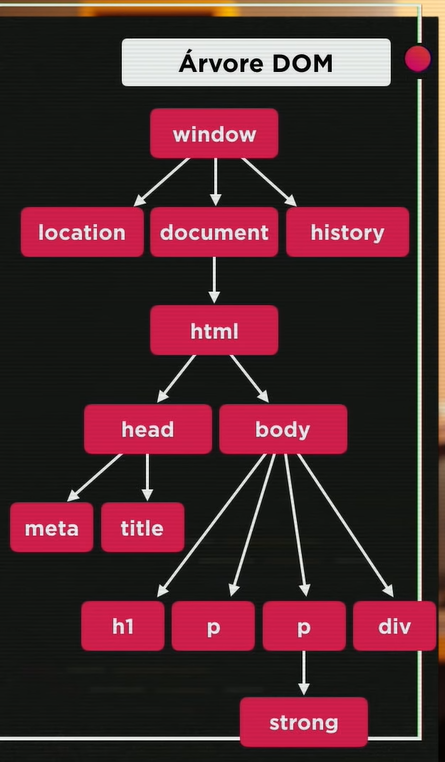 Árvore DOM
window
location document history
html
head body
meta title
h1 p p div
strong